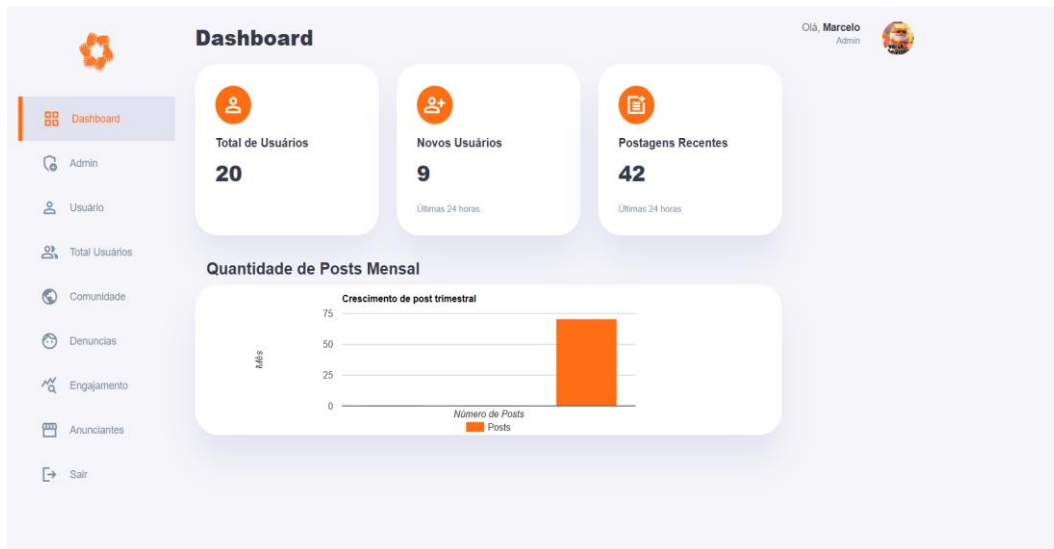 Dashboard
Olá, Marcelo
Admin
Dashboard
Admin
Usuário
Total Usuários
Comunidade
Denuncias
Engajamento
Anunciantes
Sair
Total de Usuários
20
Novos Usuários
9
Últimas 24 horas
Postagens Recentes
42
Últimas 24 horas
Quantidade de Posts Mensal
Crescimento de post trimestral
75
50
25
0
Mês
Número de Posts
Posts